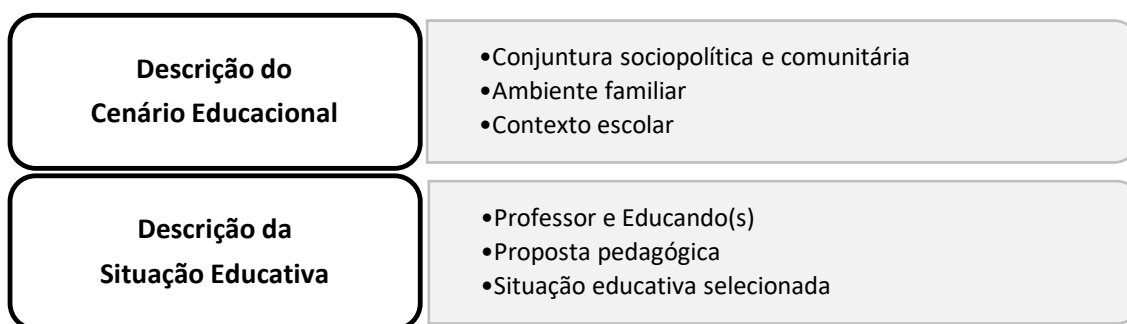 Descrição do
Cenário Educacional
•Conjuntura sociopolítica e comunitária
•Ambiente familiar
•Contexto escolar
Descrição da
Situação Educativa
•Professor e Educando(s)
•Proposta pedagógica
•Situação educativa selecionada